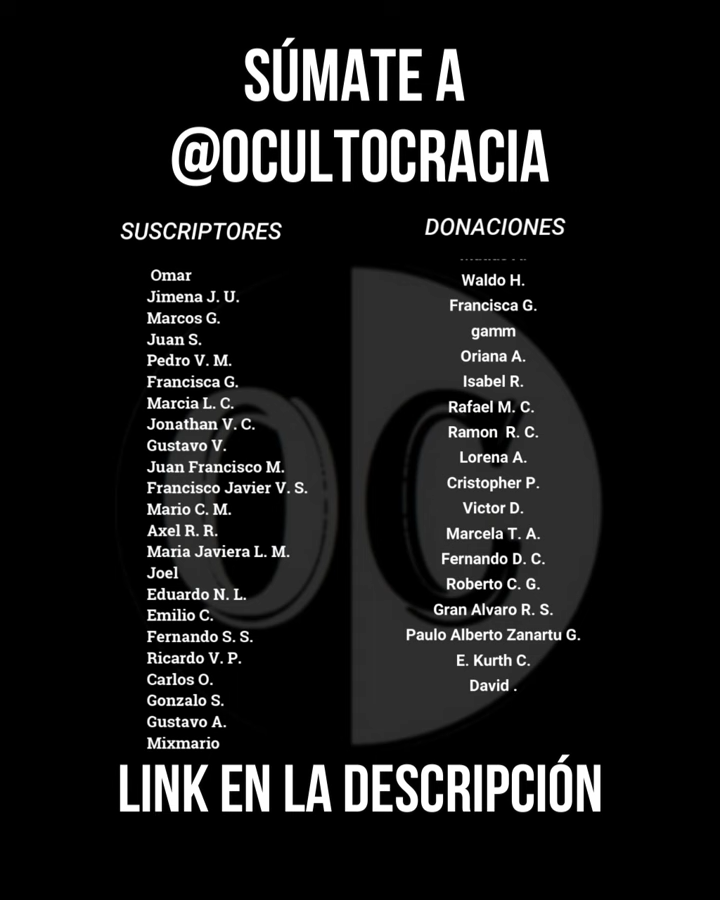 SÚMATE A
@OCULTOCRACIA
SUSCRIPTORES
Omar
Jimena J. U.
Marcos G.
Juan S.
Pedro V. M.
Francisca G.
Marcia L. C.
Jonathan V. C.
Gustavo V.
Juan Francisco M.
Francisco Javier V. S.
Mario C. M.
Axel R. R.
Maria Javiera L. M.
Joel
Eduardo N. L.
Emilio C.
Fernando S. S.
Ricardo V. P.
Carlos O.
Gonzalo S.
Gustavo A.
Mixmario
DONACIONES
Waldo H.
Francisca G.
gamm
Oriana A.
Isabel R.
Rafael M. C.
Ramon R. C.
Lorena A.
Cristopher P.
Victor D.
Marcela T. A.
Fernando D. C.
Roberto C. G.
Gran Alvaro R. S.
Paulo Alberto Zanartu G.
E. Kurth C.
David .
OC
LINK EN LA DESCRIPCIÓN